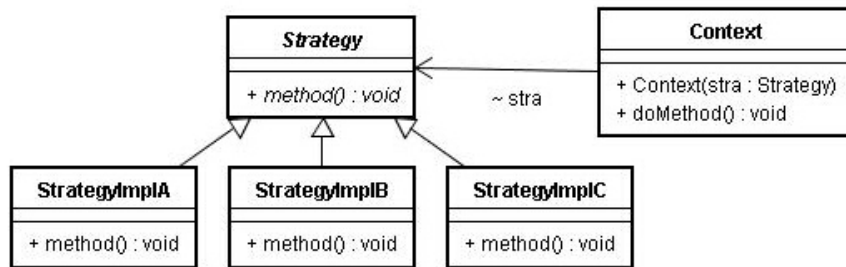 Strategy
+ method() : void
Context
+ Context(stra : Strategy)
+ doMethod() : void
~ stra
StrategyImplA
+ method() : void
StrategyImplB
+ method() : void
StrategyImplC
+ method() : void